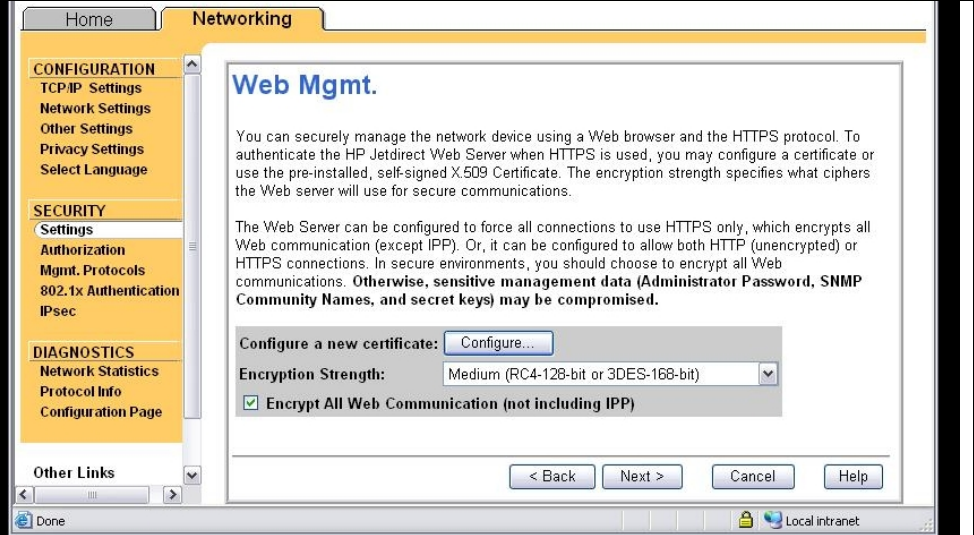 Home
Networking
CONFIGURATION
TCP/IP Settings
Network Settings
Other Settings
Privacy Settings
Select Language
SECURITY
Settings
Authorization
Mgmt. Protocols
802.1x Authentication
IPsec
DIAGNOSTICS
Network Statistics
Protocol Info
Configuration Page
Other Links
Web Mgmt.
You can securely manage the network device using a Web browser and the HTTPS protocol. To
authenticate the HP Jetdirect Web Server when HTTPS is used, you may configure a certificate or
use the pre-installed, self-signed X.509 Certificate. The encryption strength specifies what ciphers
the Web server will use for secure communications.
The Web Server can be configured to force all connections to use HTTPS only, which encrypts all
Web communication (except IPP). Or, it can be configured to allow both HTTP (unencrypted) or
HTTPS connections. In secure environments, you should choose to encrypt all Web
communications. Otherwise, sensitive management data (Administrator Password, SNMP
Community Names, and secret keys) may be compromised.
Configure a new certificate: Configure...
Encryption Strength: Medium (RC4-128-bit or 3DES-168-bit)
Encrypt All Web Communication (not including IPP)
< Back Next > Cancel Help
Done Local intranet